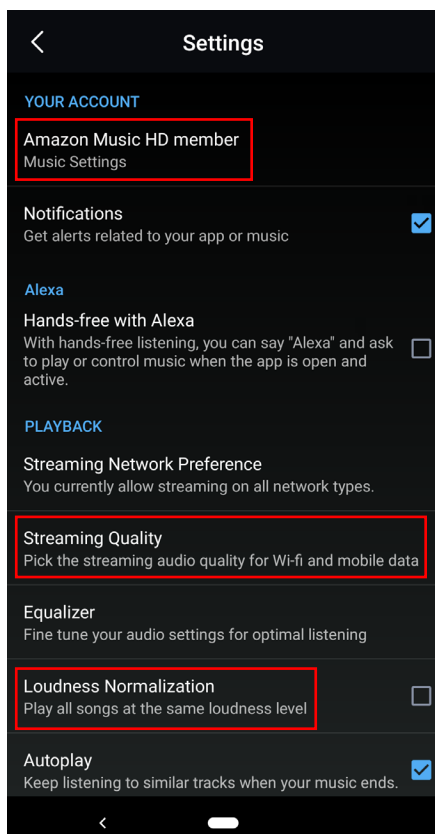 Settings
YOUR ACCOUNT
Amazon Music HD member
Music Settings
Notifications
Get alerts related to your app or music
Alexa
Hands-free with Alexa
With hands-free listening, you can say "Alexa" and ask
to play or control music when the app is open and
active.
PLAYBACK
Streaming Network Preference
You currently allow streaming on all network types.
Streaming Quality
Pick the streaming audio quality for Wi-fi and mobile data
Equalizer
Fine tune your audio settings for optimal listening
Loudness Normalization
Play all songs at the same loudness level
Autoplay
Keep listening to similar tracks when your music ends.